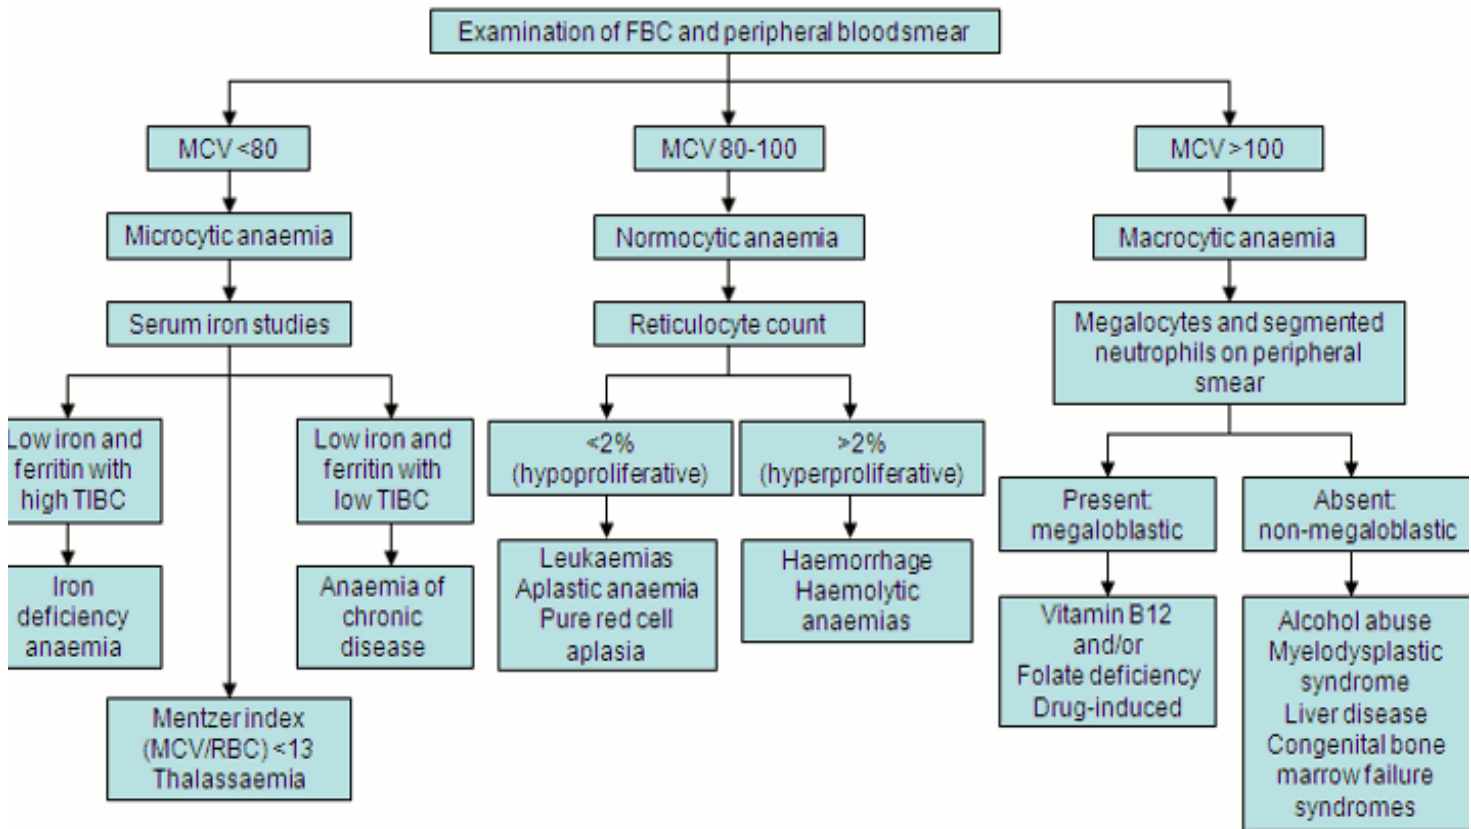 Examination of FBC and peripheral blood smear
MCV <80
MCV 80-100
MCV >100
Microcytic anaemia
Normocytic anaemia
Macrocytic anaemia
Serum iron studies
Reticulocyte count
Megalocytes and segmented
neutrophils on peripheral
smear
Low iron and
ferritin with
high TIBC
Low iron and
ferritin with
low TIBC
<2%
(hypoproliferative)
>2%
(hyperproliferative)
Present:
megaloblastic
Absent:
non-megaloblastic
Iron
deficiency
anaemia
Anaemia of
chronic
disease
Leukaemias
Aplastic anaemia
Pure red cell
aplasia
Haemorrhage
Haemolytic
anaemias
Vitamin B12
and/or
Folate deficiency
Drug-induced
Alcohol abuse
Myelodysplastic
syndrome
Liver disease
Congenital bone
marrow failure
syndromes
Mentzer index
(MCV/RBC) <13
Thalassaemia